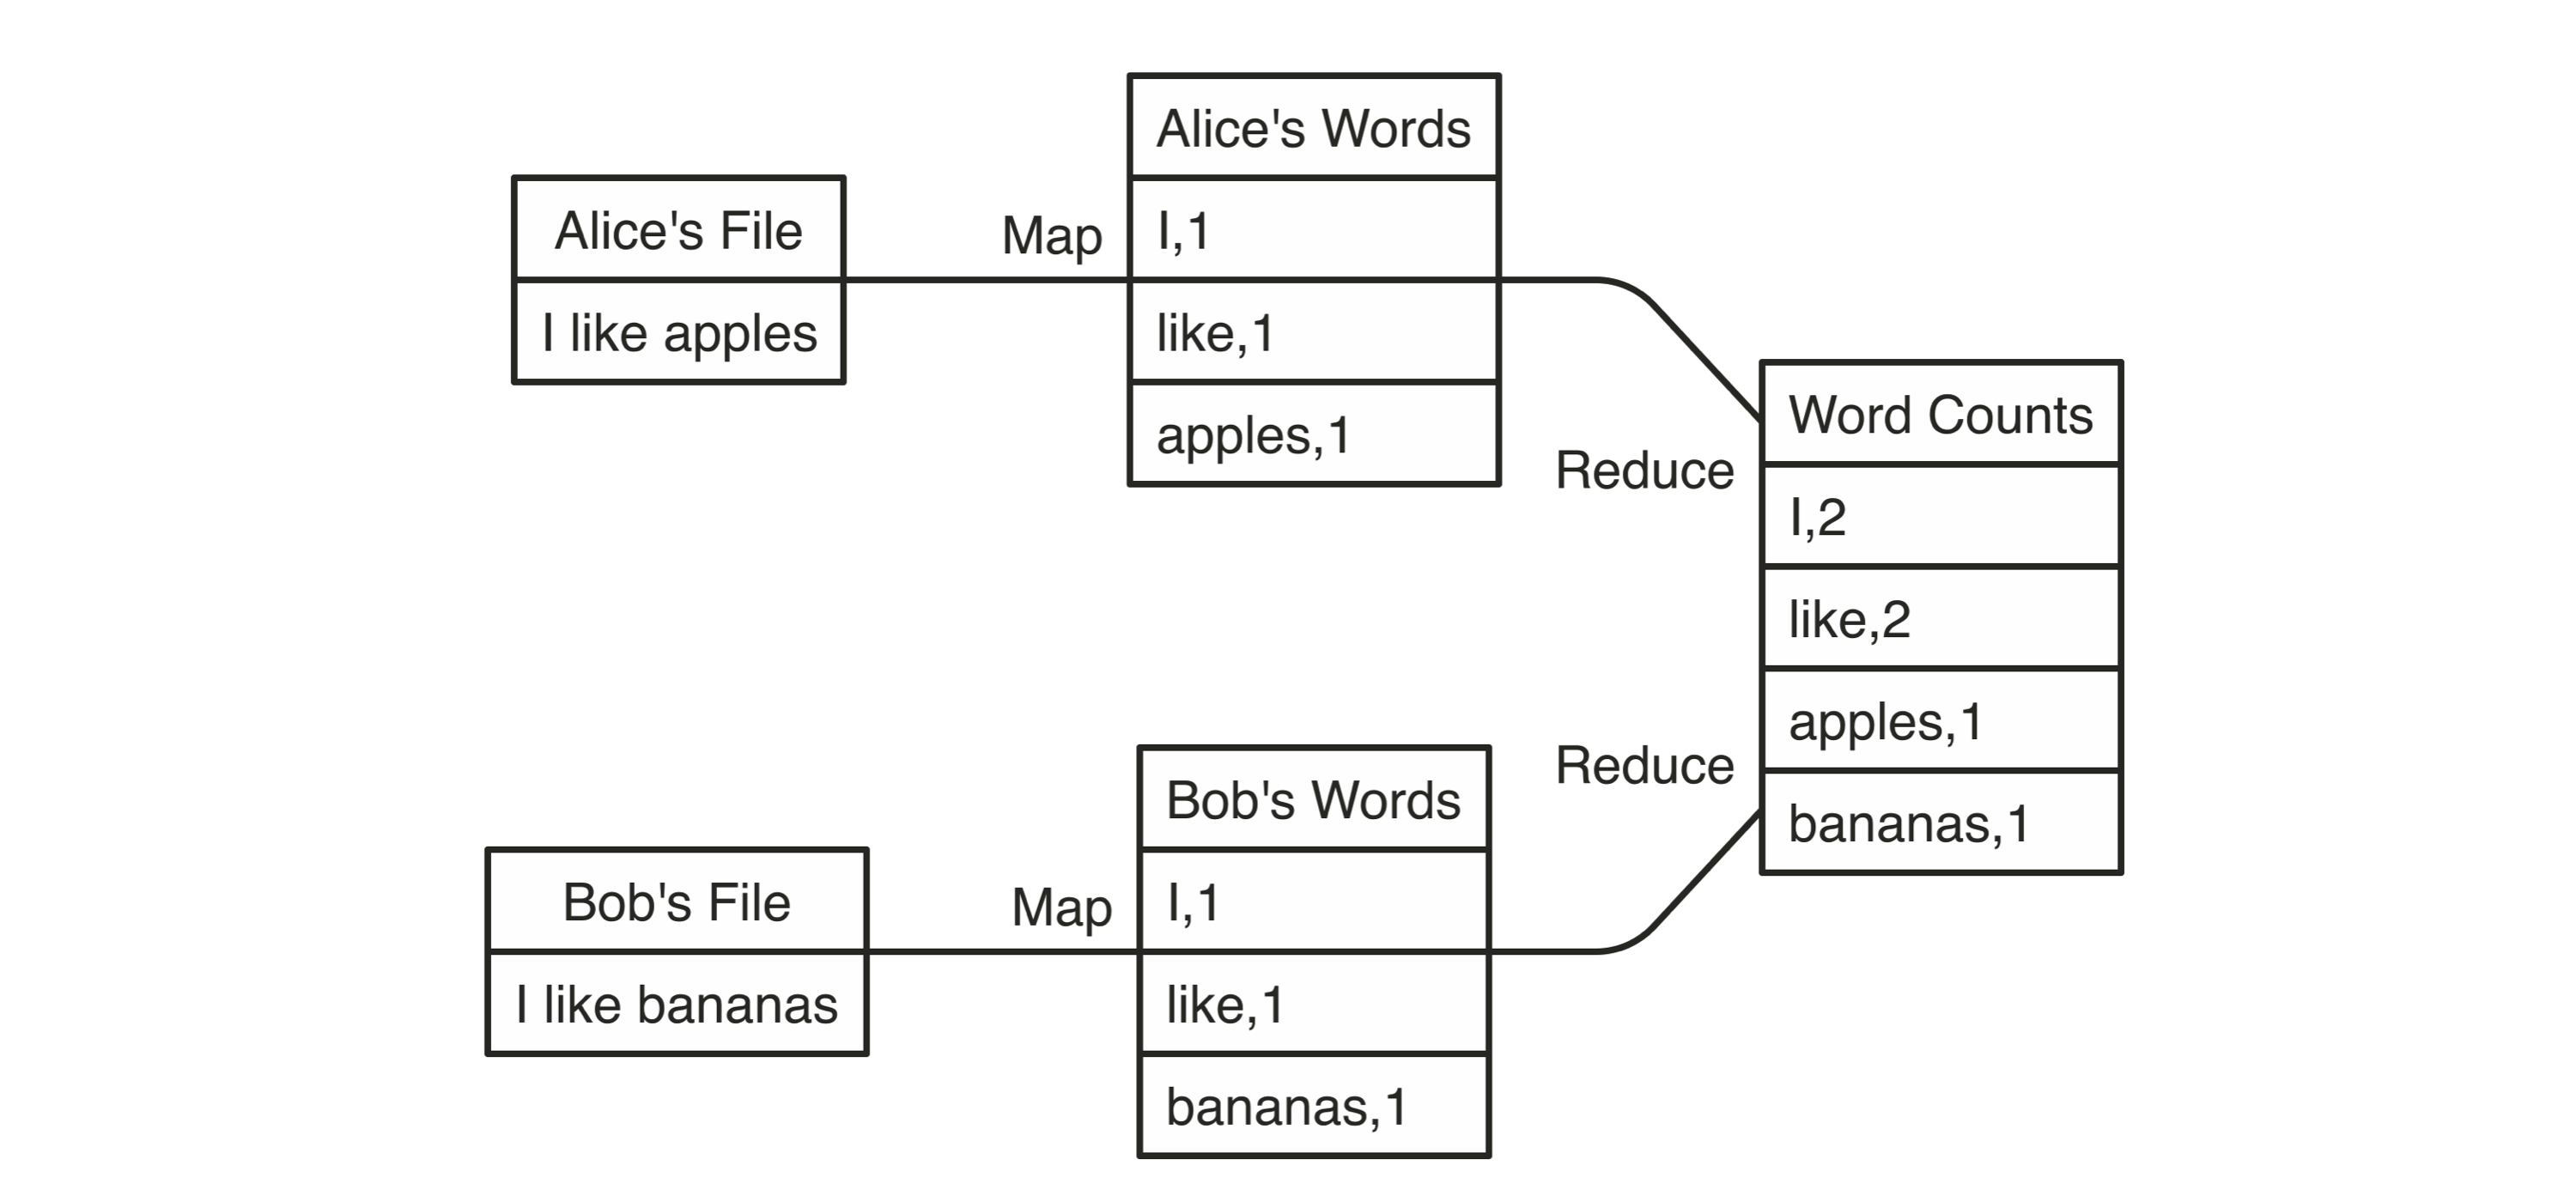 Alice's File
I like apples
Map
Alice's Words
I,1
like,1
apples,1
Reduce
Bob's File
I like bananas
Map
Bob's Words
I,1
like,1
bananas,1
Reduce
Word Counts
I,2
like,2
apples,1
bananas,1